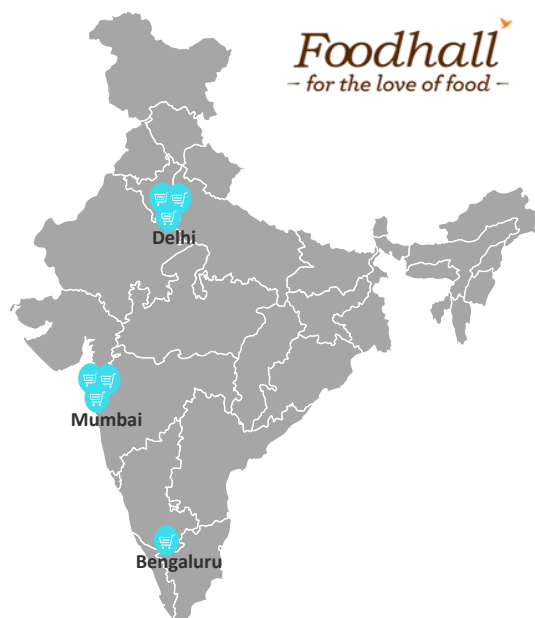 Foodhall
- for the love of food -
Delhi
Mumbai
Bengaluru